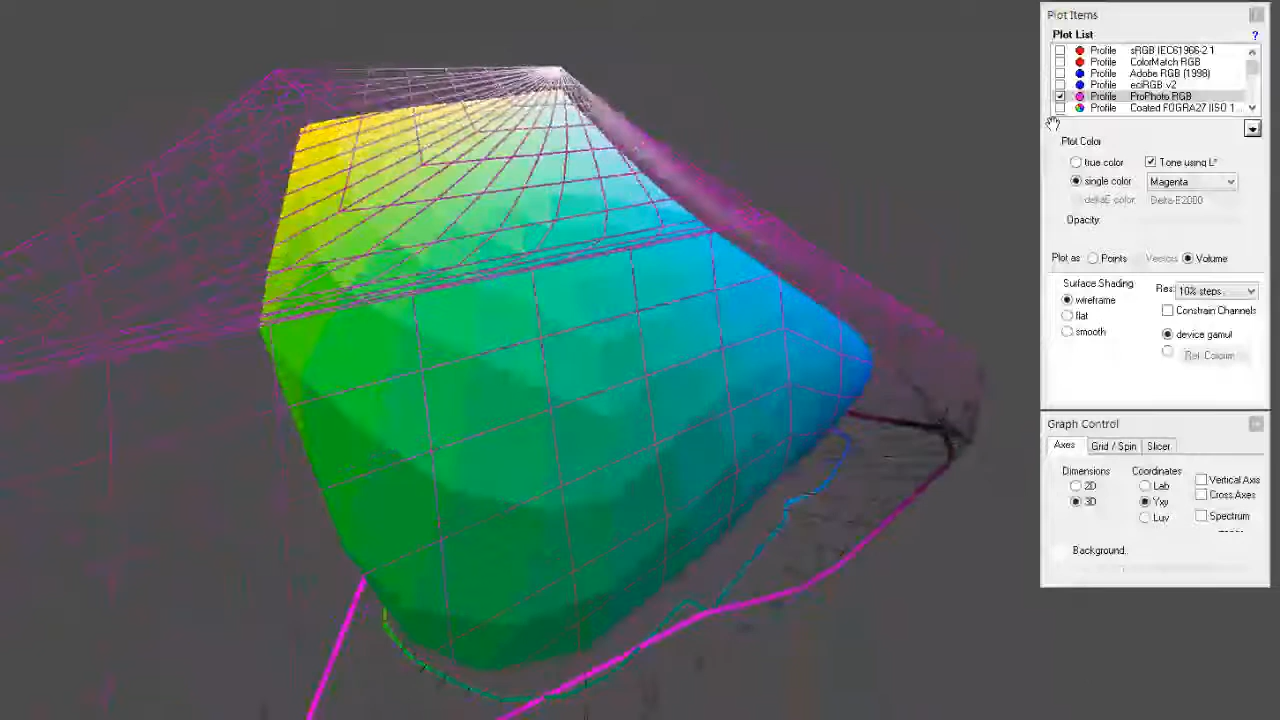 Plot Items
Plot List ?
Profile sRGB IEC61966-2.1
Profile ColorMatch RGB
Profile Adobe RGB (1998)
Profile eciRGB v2
Profile ProPhoto RGB
Profile Coated FOGRA27 (ISO 1...
Plot Color
true color Tone using L*
single color Magenta
deltaE color Delta-E2000
Opacity:
Plot as: Points Vectors Volume
Surface Shading Res: 10% steps
wireframe Constrain Channels
flat device gamut
smooth Rel. Colorim
Graph Control
Axes Grid / Spin Slicer
Dimensions Coordinates
2D Lab Vertical Axis
3D Yxy Cross Axes
Luv Spectrum
Background: